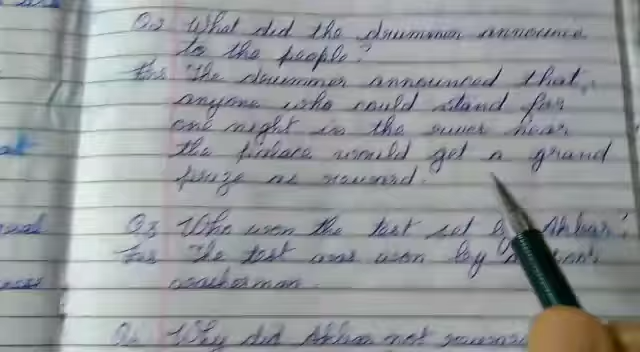 Q.2 What did the drummer announce
to the people?
Ans The drummer announced that,
anyone who could stand for
one night in the river near
the palace would get a grand
prize as reward.
Q3 Who won the test set by Akbar?
Ans The test was won by
washerman.
Q4 Why did Akbar not